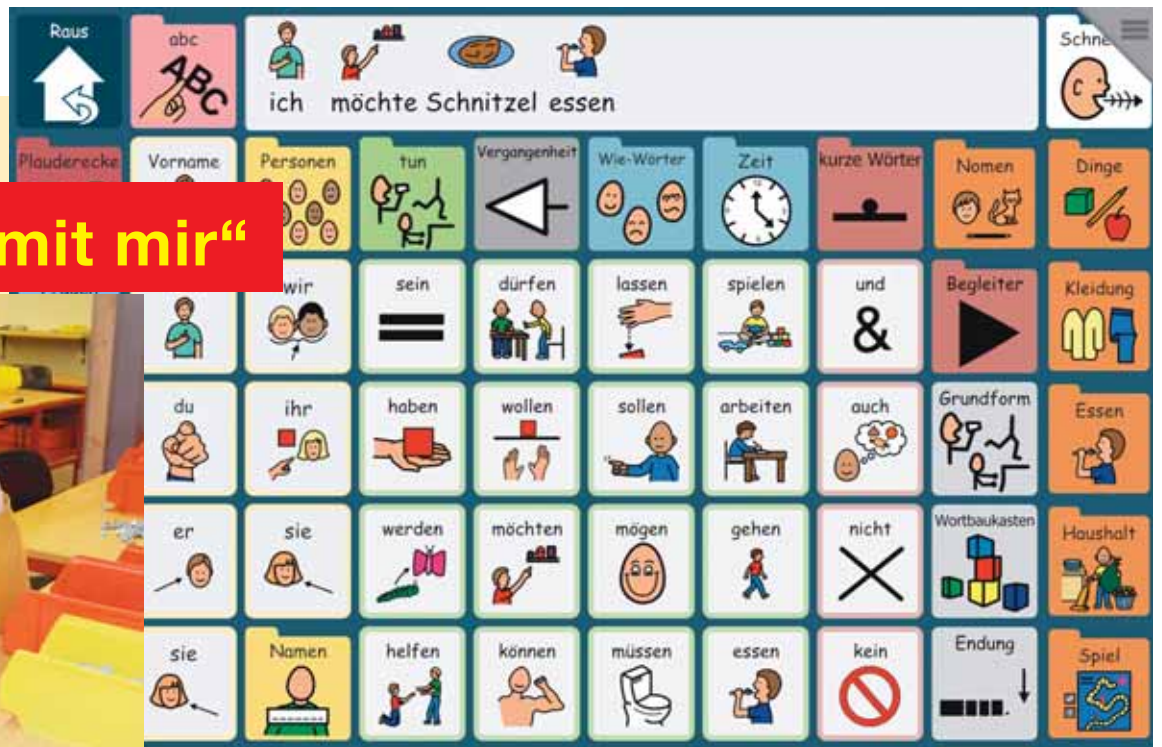 Raus
abc
ABC
ich möchte Schnitzel essen
Plauderecke
Vorname
Personen
tun
Vergangenheit
Wie-Wörter
Zeit
kurze Wörter
Nomen
Dinge
mit mir“
wir
sein
dürfen
lassen
spielen
und
&
Begleiter
Kleidung
du
ihr
haben
wollen
sollen
arbeiten
auch
Grundform
Essen
er
sie
werden
möchten
mögen
gehen
nicht
Wortbaukasten
Haushalt
sie
Namen
helfen
können
müssen
essen
kein
Endung
Spiel